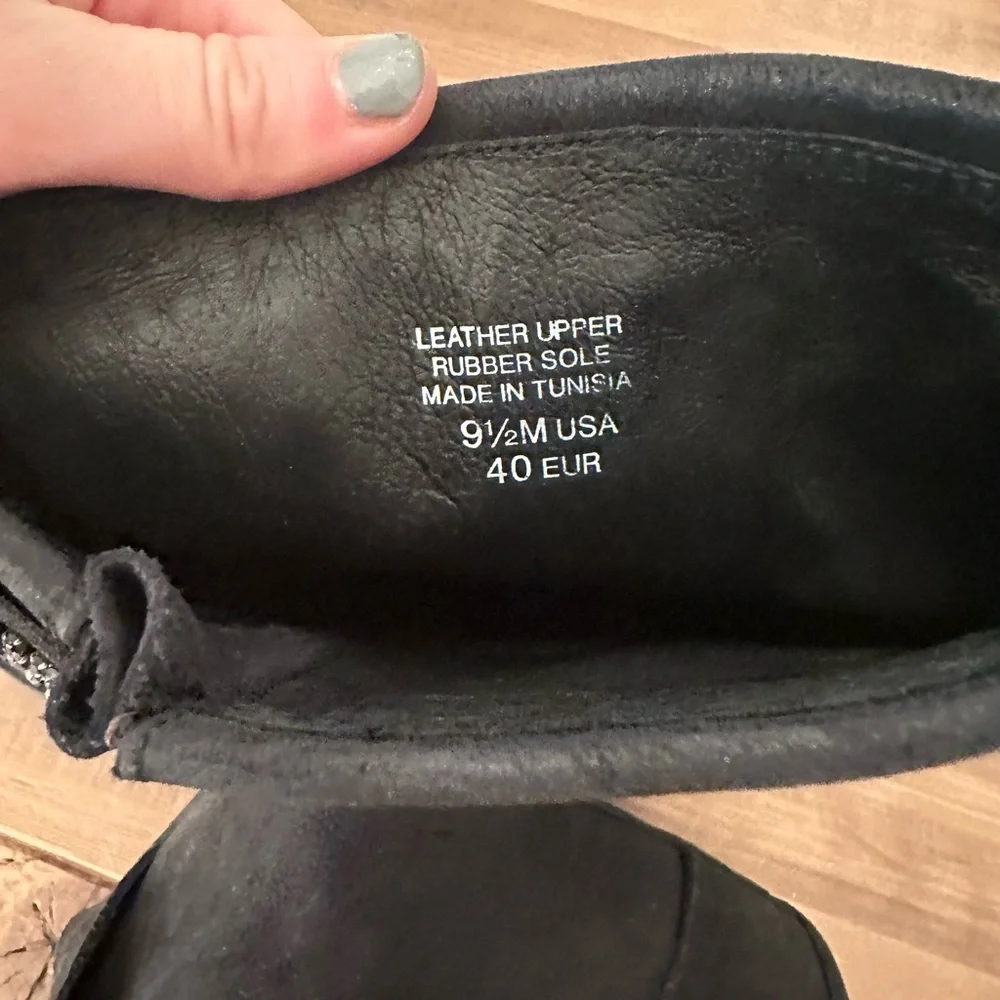 LEATHER UPPER
RUBBER SOLE
MADE IN TUNISIA
9½M USA
40 EUR